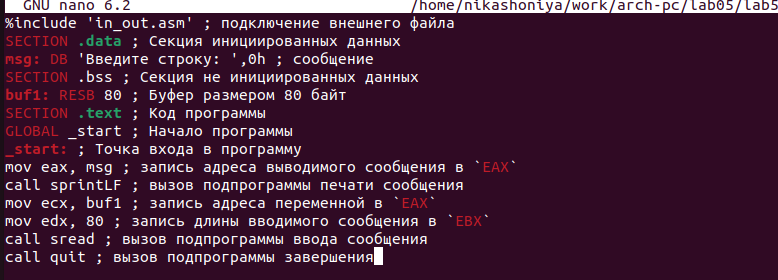 GNU nano 6.2 /home/nikashoniya/work/arch-pc/lab05/lab5
%include 'in_out.asm' ; подключение внешнего файла
SECTION .data ; Секция инициированных данных
msg: DB 'Введите строку: ',0h ; сообщение
SECTION .bss ; Секция не инициированных данных
buf1: RESB 80 ; Буфер размером 80 байт
SECTION .text ; Код программы
GLOBAL _start ; Начало программы
_start: ; Точка входа в программу
mov eax, msg ; запись адреса выводимого сообщения в `EAX`
call sprintLF ; вызов подпрограммы печати сообщения
mov ecx, buf1 ; запись адреса переменной в `EAX`
mov edx, 80 ; запись длины вводимого сообщения в `EBX`
call sread ; вызов подпрограммы ввода сообщения
call quit ; вызов подпрограммы завершения